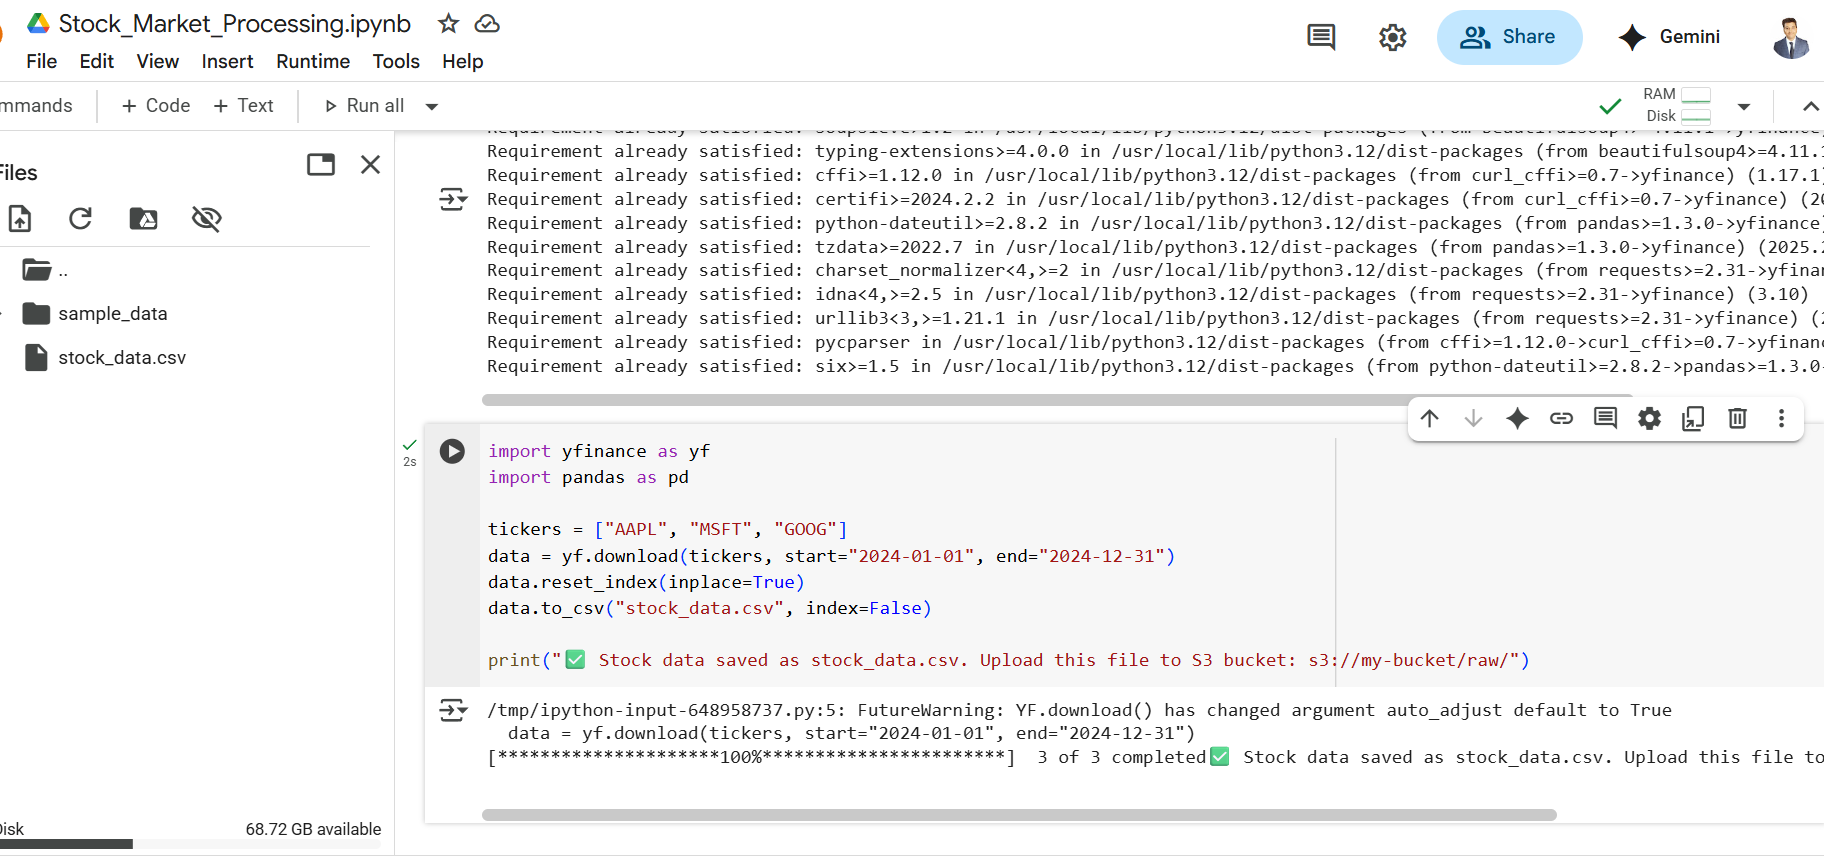 Stock_Market_Processing.ipynb
File Edit View Insert Runtime Tools Help
Share
Gemini
mmands
+ Code + Text
Run all
RAM
Disk
Files
..
sample_data
stock_data.csv
Disk 68.72 GB available
Requirement already satisfied: typing-extensions>=4.0.0 in /usr/local/lib/python3.12/dist-packages (from beautifulsoup4>=4.11.1
Requirement already satisfied: cffi>=1.12.0 in /usr/local/lib/python3.12/dist-packages (from curl_cffi>=0.7->yfinance) (1.17.1)
Requirement already satisfied: certifi>=2024.2.2 in /usr/local/lib/python3.12/dist-packages (from curl_cffi>=0.7->yfinance) (20
Requirement already satisfied: python-dateutil>=2.8.2 in /usr/local/lib/python3.12/dist-packages (from pandas>=1.3.0->yfinance)
Requirement already satisfied: tzdata>=2022.7 in /usr/local/lib/python3.12/dist-packages (from pandas>=1.3.0->yfinance) (2025.2
Requirement already satisfied: charset_normalizer<4,>=2 in /usr/local/lib/python3.12/dist-packages (from requests>=2.31->yfinan
Requirement already satisfied: idna<4,>=2.5 in /usr/local/lib/python3.12/dist-packages (from requests>=2.31->yfinance) (3.10)
Requirement already satisfied: urllib3<3,>=1.21.1 in /usr/local/lib/python3.12/dist-packages (from requests>=2.31->yfinance) (2
Requirement already satisfied: pycparser in /usr/local/lib/python3.12/dist-packages (from cffi>=1.12.0->curl_cffi>=0.7->yfinanc
Requirement already satisfied: six>=1.5 in /usr/local/lib/python3.12/dist-packages (from python-dateutil>=2.8.2->pandas>=1.3.0-
2s
import yfinance as yf
import pandas as pd
tickers = ["AAPL", "MSFT", "GOOG"]
data = yf.download(tickers, start="2024-01-01", end="2024-12-31")
data.reset_index(inplace=True)
data.to_csv("stock_data.csv", index=False)
print("✅ Stock data saved as stock_data.csv. Upload this file to S3 bucket: s3://my-bucket/raw/")
/tmp/ipython-input-648958737.py:5: FutureWarning: YF.download() has changed argument auto_adjust default to True
data = yf.download(tickers, start="2024-01-01", end="2024-12-31")
[*********************100%***********************] 3 of 3 completed✅ Stock data saved as stock_data.csv. Upload this file to